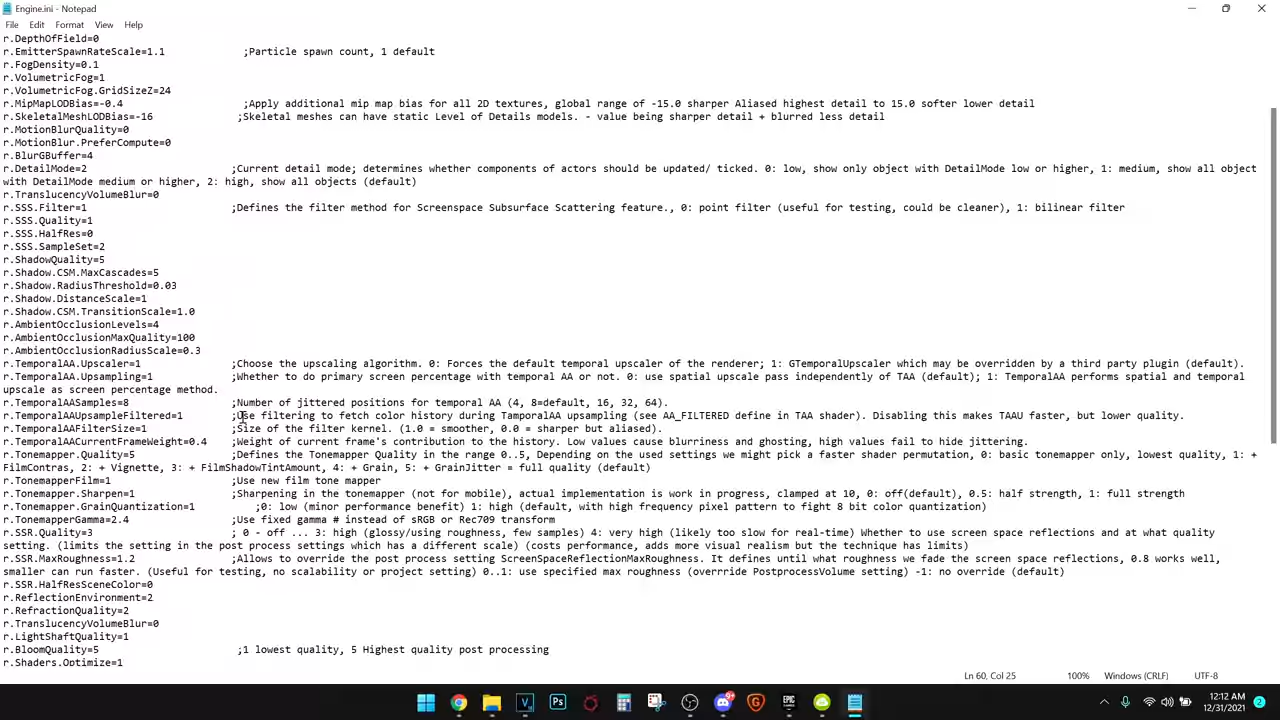 Engine.ini - Notepad
File Edit Format View Help
r.DepthOfField=0
r.EmitterSpawnRateScale=1.1 ;Particle spawn count, 1 default
r.FogDensity=0.1
r.VolumetricFog=1
r.VolumetricFog.GridSizeZ=24
r.MipMapLODBias=-0.4 ;Apply additional mip map bias for all 2D textures, global range of -15.0 sharper Aliased highest detail to 15.0 softer lower detail
r.SkeletalMeshLODBias=-16 ;Skeletal meshes can have static Level of Details models. - value being sharper detail + blurred less detail
r.MotionBlurQuality=0
r.MotionBlur.PreferCompute=0
r.BlurGBuffer=4
r.DetailMode=2 ;Current detail mode; determines whether components of actors should be updated/ ticked. 0: low, show only object with DetailMode low or higher, 1: medium, show all object
with DetailMode medium or higher, 2: high, show all objects (default)
r.TranslucencyVolumeBlur=0
r.SSS.Filter=1 ;Defines the filter method for Screenspace Subsurface Scattering feature., 0: point filter (useful for testing, could be cleaner), 1: bilinear filter
r.SSS.Quality=1
r.SSS.HalfRes=0
r.SSS.SampleSet=2
r.ShadowQuality=5
r.Shadow.CSM.MaxCascades=5
r.Shadow.RadiusThreshold=0.03
r.Shadow.DistanceScale=1
r.Shadow.CSM.TransitionScale=1.0
r.AmbientOcclusionLevels=4
r.AmbientOcclusionMaxQuality=100
r.AmbientOcclusionRadiusScale=0.3
r.TemporalAA.Upscaler=1 ;Choose the upscaling algorithm. 0: Forces the default temporal upscaler of the renderer; 1: GTemporalUpscaler which may be overridden by a third party plugin (default).
r.TemporalAA.Upsampling=1 ;Whether to do primary screen percentage with temporal AA or not. 0: use spatial upscale pass independently of TAA (default); 1: TemporalAA performs spatial and temporal
upscale as screen percentage method.
r.TemporalAASamples=8 ;Number of jittered positions for temporal AA (4, 8=default, 16, 32, 64).
r.TemporalAAUpsampleFiltered=1 ;Use filtering to fetch color history during TamporalAA upsampling (see AA_FILTERED define in TAA shader). Disabling this makes TAAU faster, but lower quality.
r.TemporalAAFilterSize=1 ;Size of the filter kernel. (1.0 = smoother, 0.0 = sharper but aliased).
r.TemporalAACurrentFrameWeight=0.4 ;Weight of current frame's contribution to the history. Low values cause blurriness and ghosting, high values fail to hide jittering.
r.Tonemapper.Quality=5 ;Defines the Tonemapper Quality in the range 0..5, Depending on the used settings we might pick a faster shader permutation, 0: basic tonemapper only, lowest quality, 1: +
FilmContras, 2: + Vignette, 3: + FilmShadowTintAmount, 4: + Grain, 5: + GrainJitter = full quality (default)
r.TonemapperFilm=1 ;Use new film tone mapper
r.Tonemapper.Sharpen=1 ;Sharpening in the tonemapper (not for mobile), actual implementation is work in progress, clamped at 10, 0: off(default), 0.5: half strength, 1: full strength
r.Tonemapper.GrainQuantization=1 ;0: low (minor performance benefit) 1: high (default, with high frequency pixel pattern to fight 8 bit color quantization)
r.TonemapperGamma=2.4 ;Use fixed gamma # instead of sRGB or Rec709 transform
r.SSR.Quality=3 ; 0 - off ... 3: high (glossy/using roughness, few samples) 4: very high (likely too slow for real-time) Whether to use screen space reflections and at what quality
setting. (limits the setting in the post process settings which has a different scale) (costs performance, adds more visual realism but the technique has limits)
r.SSR.MaxRoughness=1.2 ;Allows to override the post process setting ScreenSpaceReflectionMaxRoughness. It defines until what roughness we fade the screen space reflections, 0.8 works well,
smaller can run faster. (Useful for testing, no scalability or project setting) 0..1: use specified max roughness (overrride PostprocessVolume setting) -1: no override (default)
r.SSR.HalfResSceneColor=0
r.ReflectionEnvironment=2
r.RefractionQuality=2
r.TranslucencyVolumeBlur=0
r.LightShaftQuality=1
r.BloomQuality=5 ;1 lowest quality, 5 Highest quality post processing
r.Shaders.Optimize=1
Ln 60, Col 25 100% Windows (CRLF) UTF-8
12:12 AM
12/31/2021